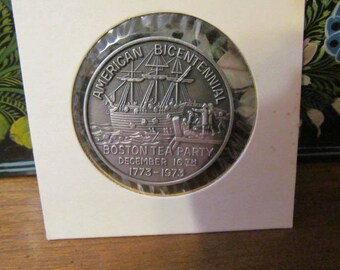 AMERICAN BICENTENNIAL
BOSTON TEA PARTY
DECEMBER 16TH
1773-1973